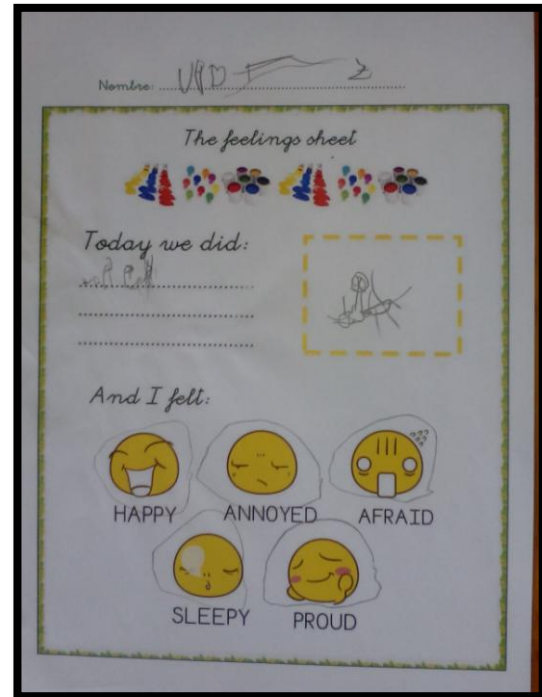 Nombre:
The feelings sheet
Today we did:
And I felt:
HAPPY ANNOYED AFRAID
SLEEPY PROUD